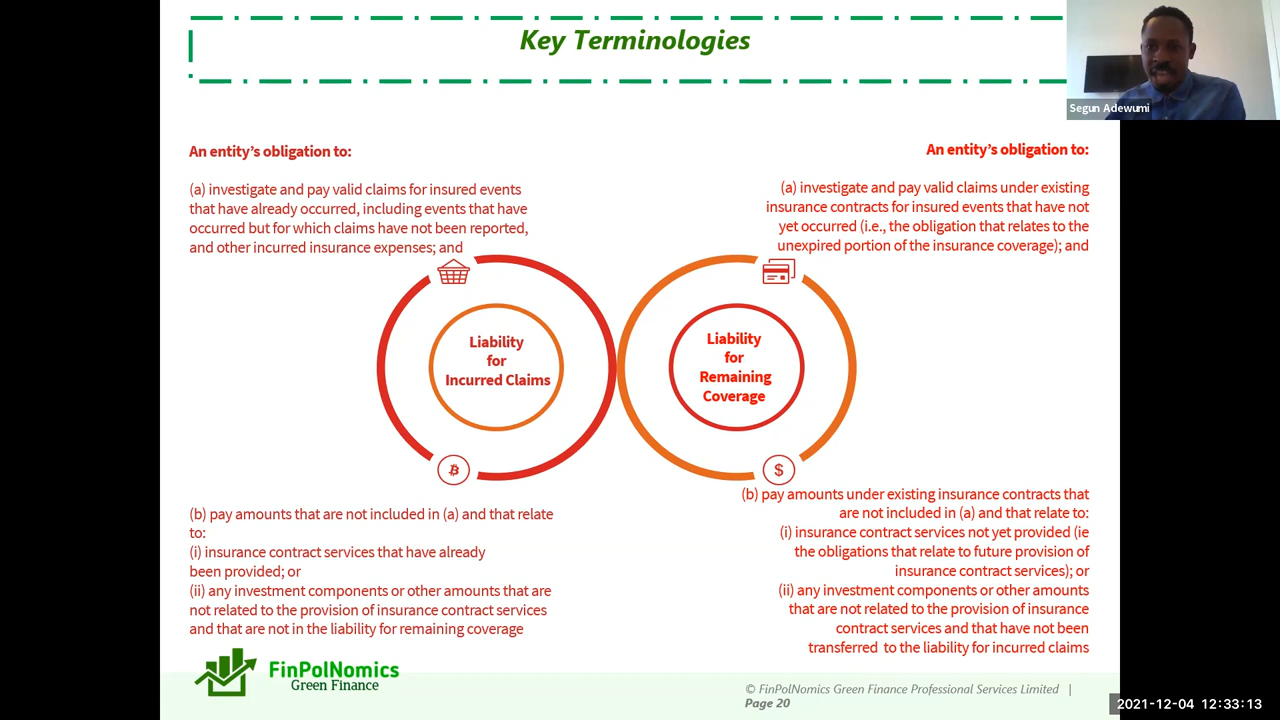 Key Terminologies
Segun Adewumi
An entity's obligation to:
(a) investigate and pay valid claims for insured events
that have already occurred, including events that have
occurred but for which claims have not been reported,
and other incurred insurance expenses; and
An entity's obligation to:
(a) investigate and pay valid claims under existing
insurance contracts for insured events that have not
yet occurred (i.e., the obligation that relates to the
unexpired portion of the insurance coverage); and
Liability
for
Incurred Claims
Liability
for
Remaining
Coverage
$
(b) pay amounts that are not included in (a) and that relate
to:
(i) insurance contract services that have already
been provided; or
(ii) any investment components or other amounts that are
not related to the provision of insurance contract services
and that are not in the liability for remaining coverage
(b) pay amounts under existing insurance contracts that
are not included in (a) and that relate to:
(i) insurance contract services not yet provided (ie
the obligations that relate to future provision of
insurance contract services); or
(ii) any investment components or other amounts
that are not related to the provision of insurance
contract services and that have not been
transferred to the liability for incurred claims
FinPolNomics
Green Finance
© FinPolNomics Green Finance Professional Services Limited |
Page 20
2021-12-04 12:33:13